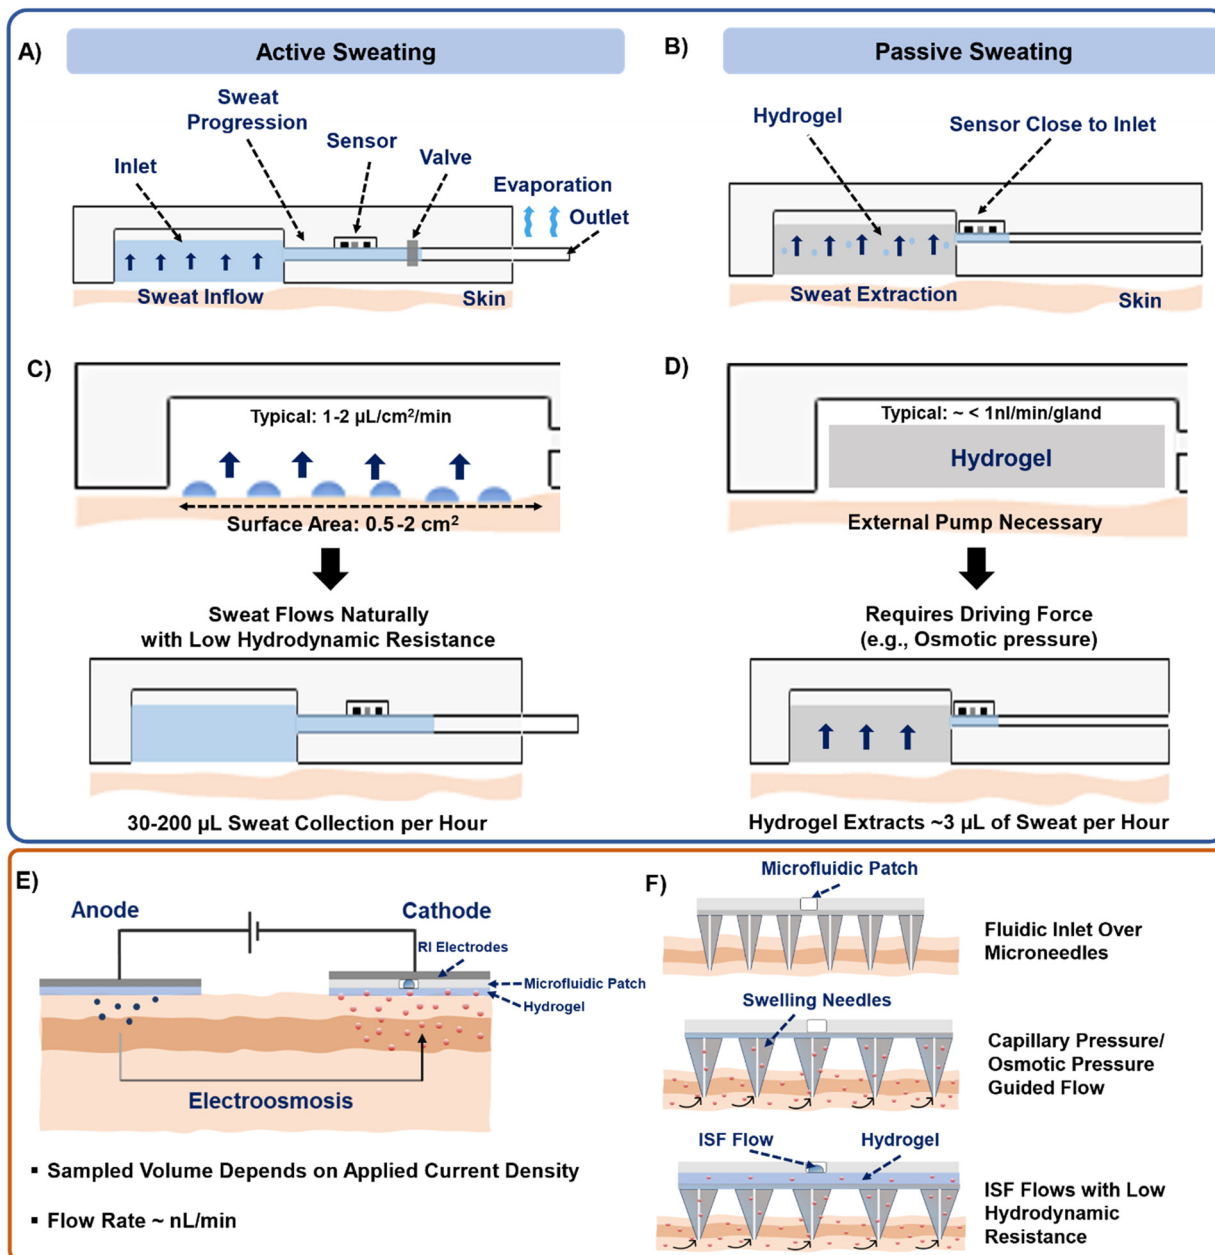 A)
Active Sweating
Sweat
Progression
Sensor
Inlet
Valve
Evaporation
Outlet
Sweat Inflow
Skin
B)
Passive Sweating
Hydrogel
Sensor Close to Inlet
Sweat Extraction
Skin
C)
Typical: 1-2 µL/cm²/min
Surface Area: 0.5-2 cm²
Sweat Flows Naturally
with Low Hydrodynamic Resistance
30-200 µL Sweat Collection per Hour
D)
Typical: ~ < 1nl/min/gland
Hydrogel
External Pump Necessary
Requires Driving Force
(e.g., Osmotic pressure)
Hydrogel Extracts ~3 µL of Sweat per Hour
E)
Anode
Cathode
RI Electrodes
Microfluidic Patch
Hydrogel
Electroosmosis
▪ Sampled Volume Depends on Applied Current Density
▪ Flow Rate ~ nL/min
F)
Microfluidic Patch
Fluidic Inlet Over
Microneedles
Swelling Needles
Capillary Pressure/
Osmotic Pressure
Guided Flow
ISF Flow
Hydrogel
ISF Flows with Low
Hydrodynamic
Resistance